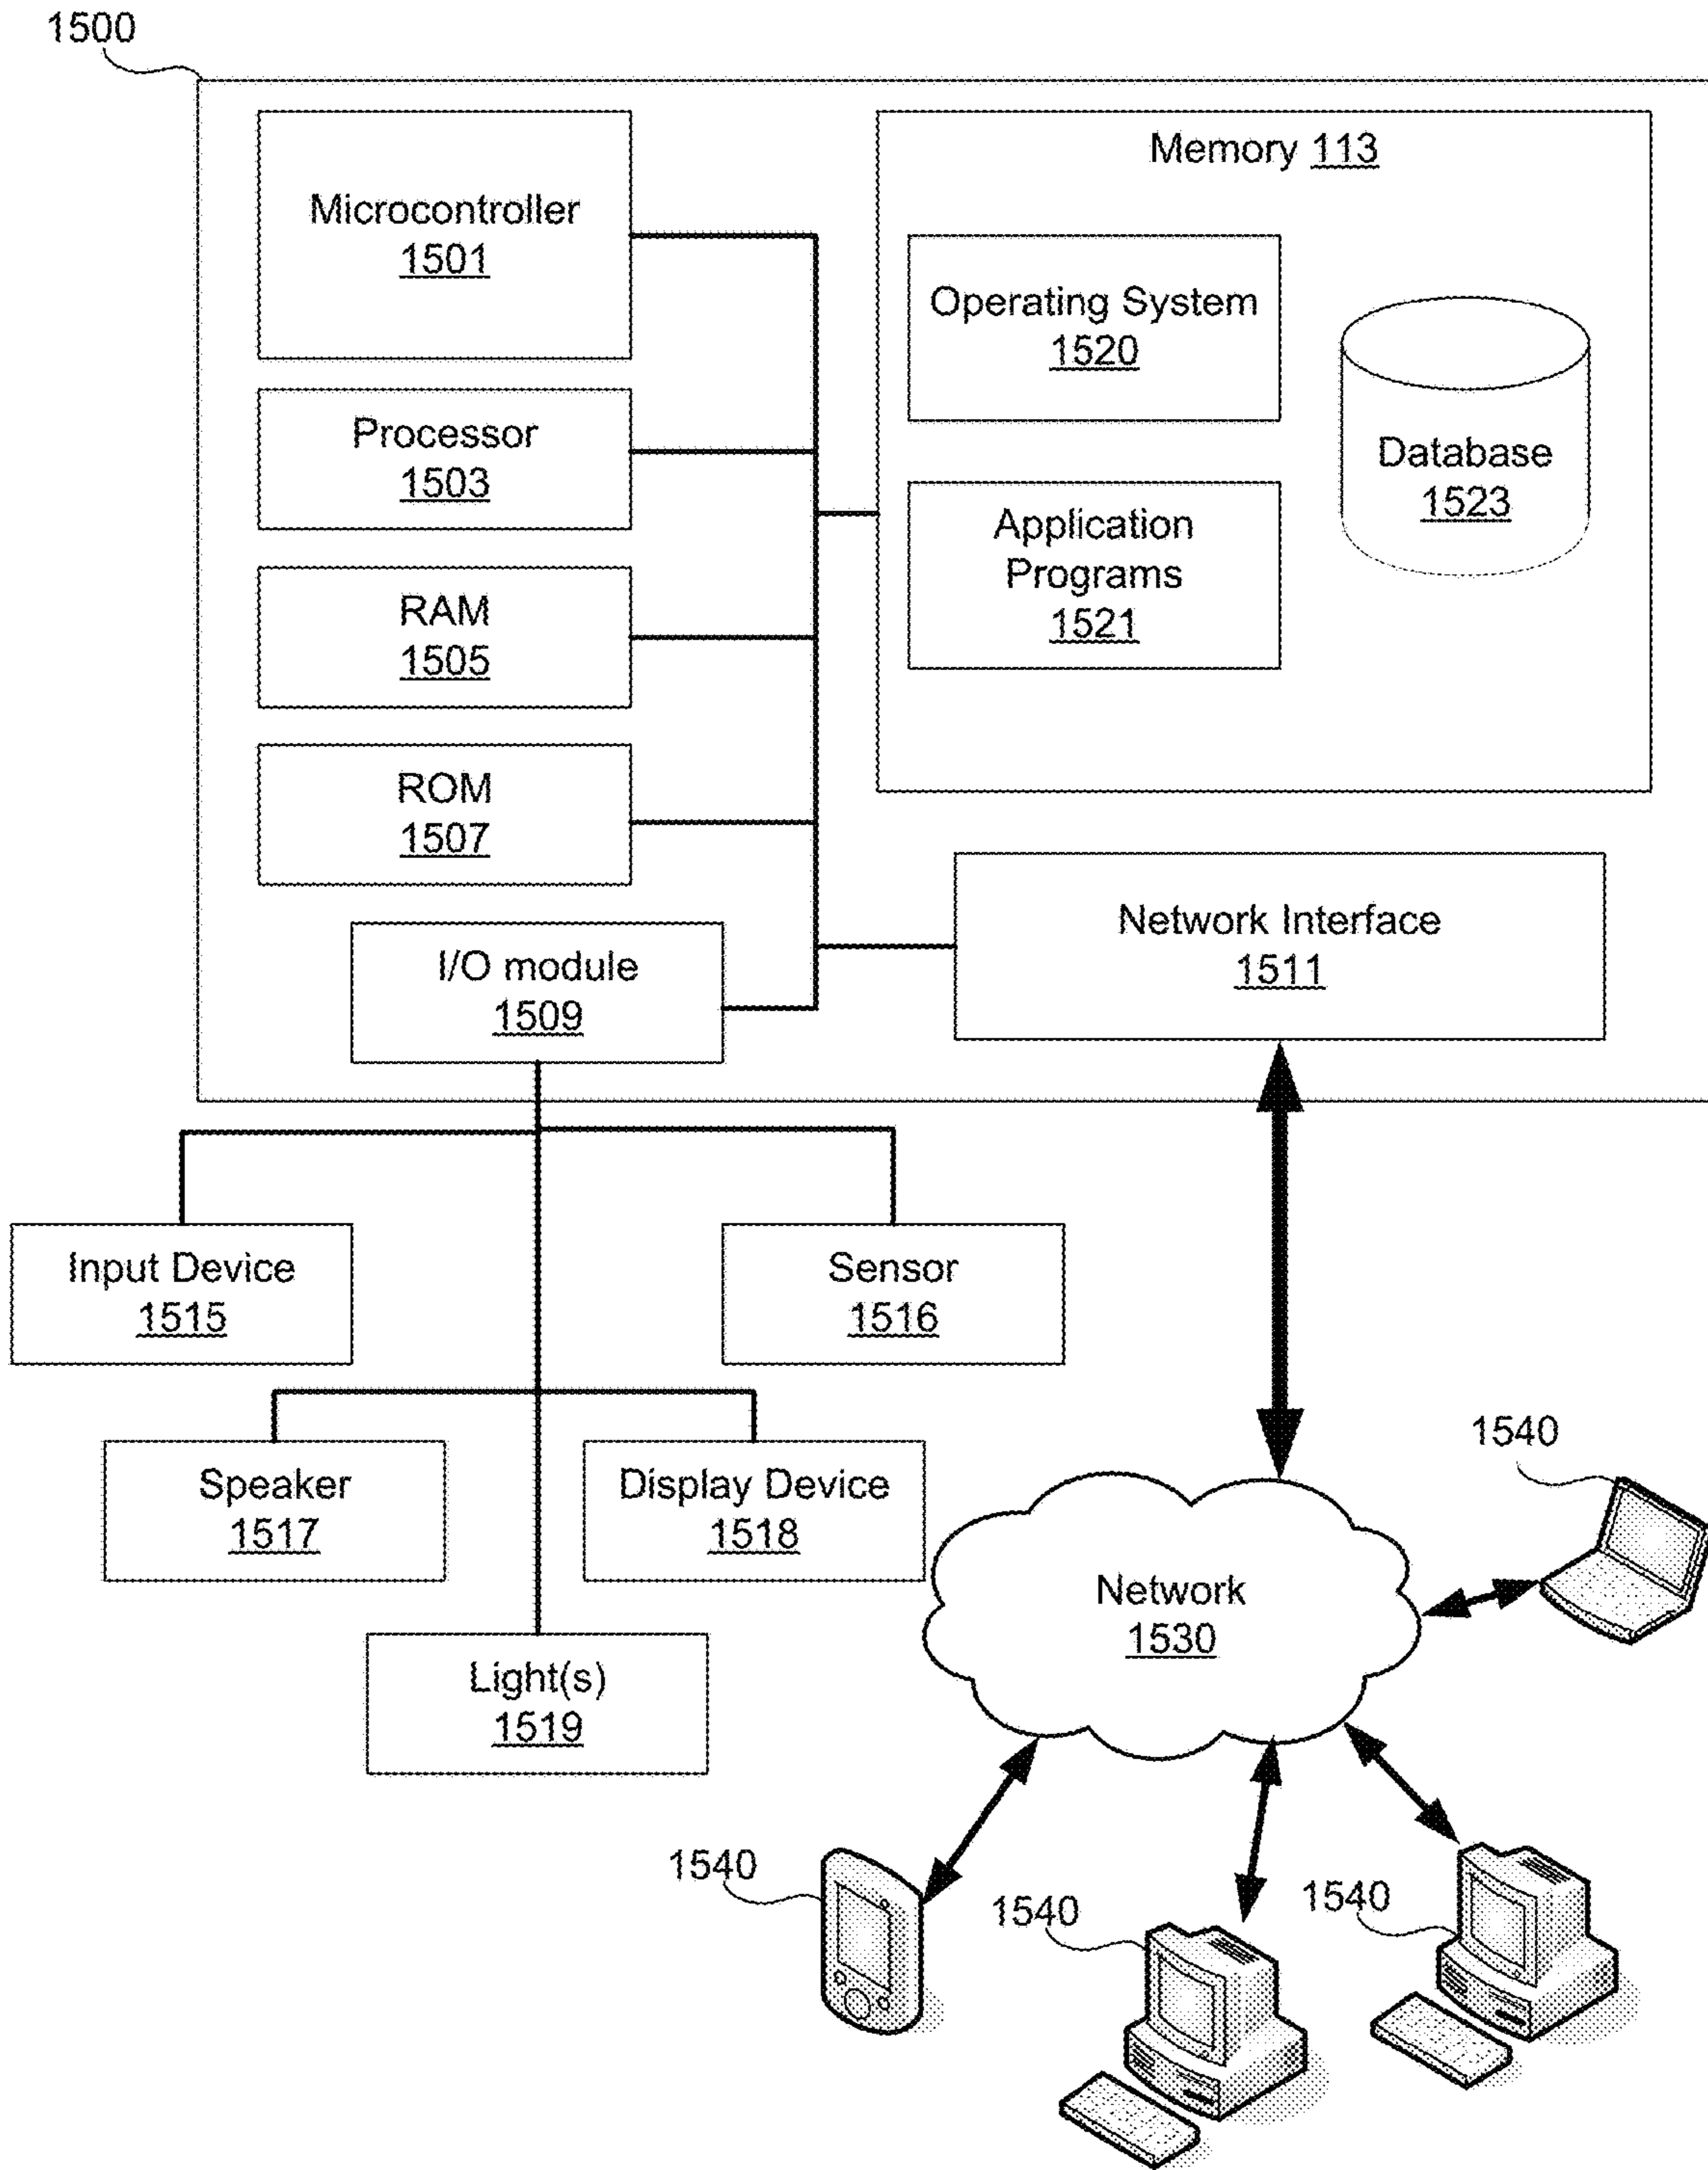 1500
Microcontroller
1501
Processor
1503
RAM
1505
ROM
1507
I/O module
1509
Memory 113
Operating System
1520
Application
Programs
1521
Database
1523
Network Interface
1511
Input Device
1515
Sensor
1516
Speaker
1517
Display Device
1518
Light(s)
1519
Network
1530
1540
1540
1540
1540